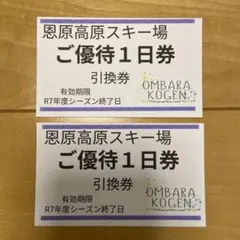 恩原高原スキー場
ご優待1日券
引換券
有効期限
R7年度シーズン終了日
OMBARA
KOGEN
恩原高原スキー場
ご優待1日券
引換券
有効期限
R7年度シーズン終了日
OMBARA
KOGEN